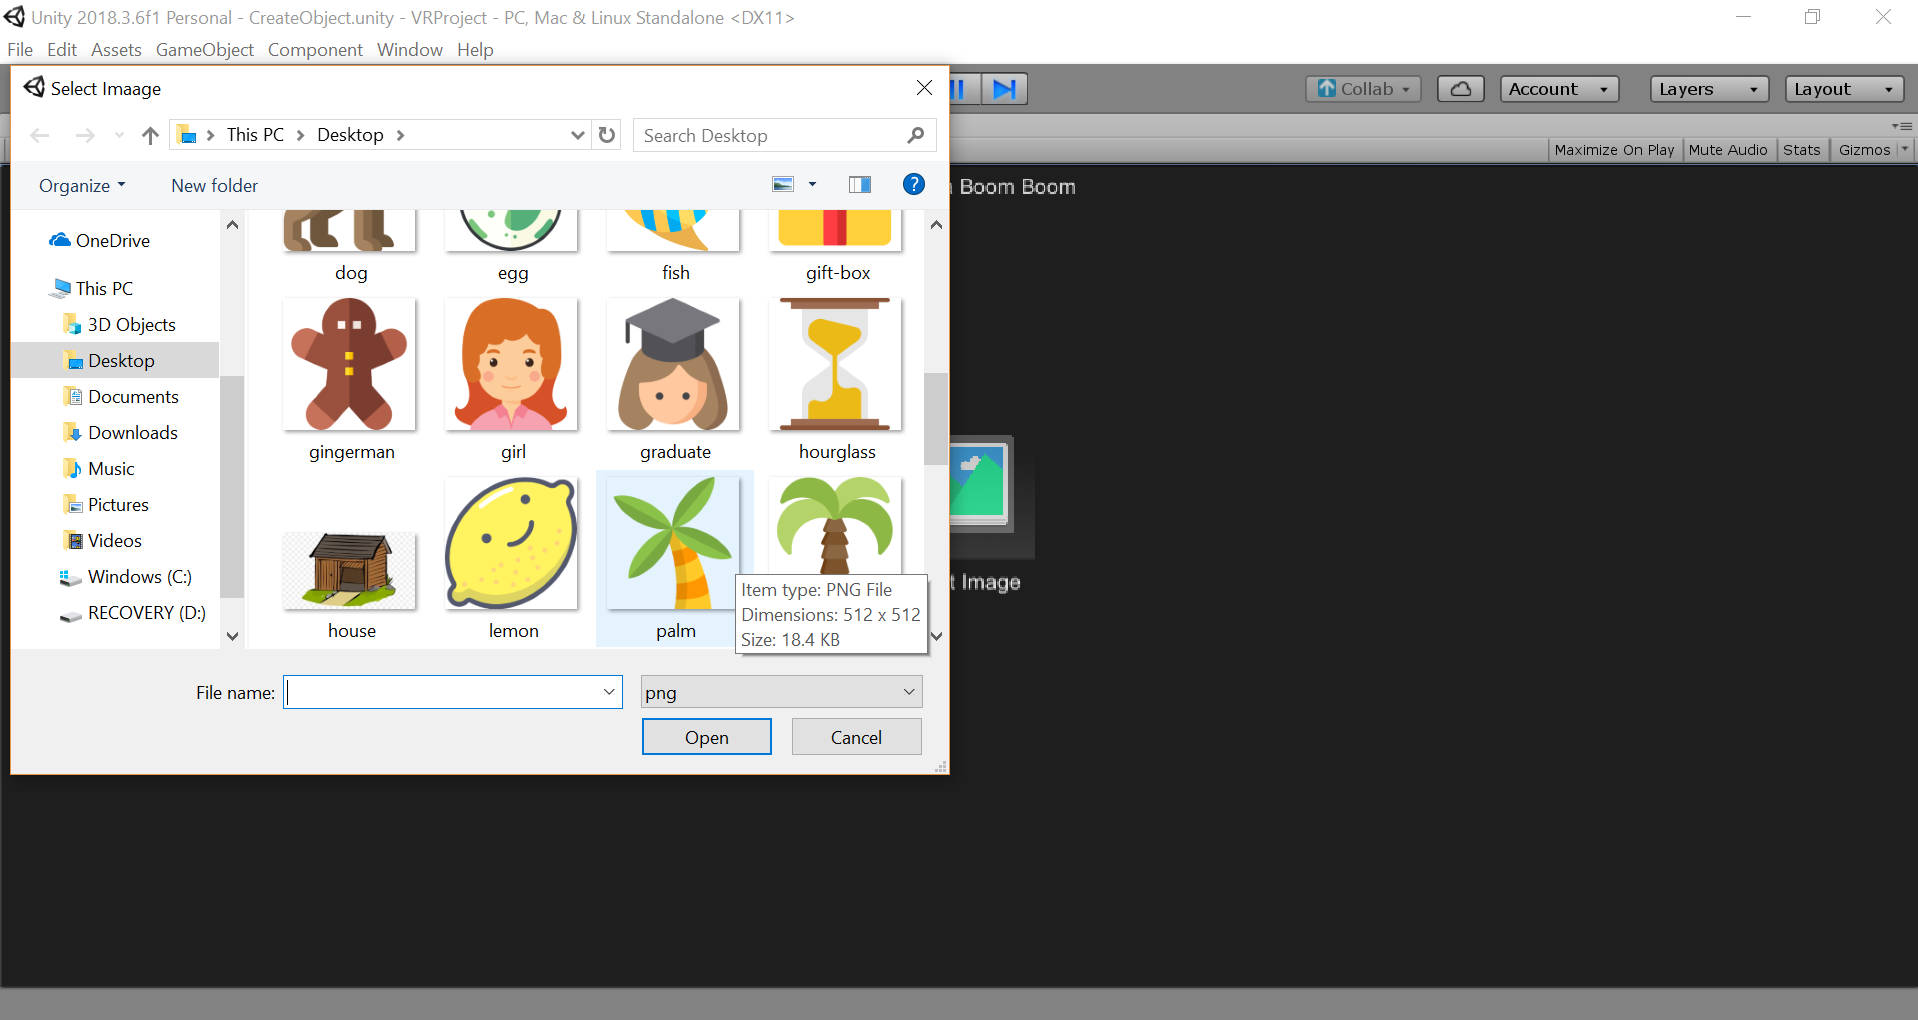 Unity 2018.3.6f1 Personal - CreateObject.unity - VRProject - PC, Mac & Linux Standalone <DX11>
File Edit Assets GameObject Component Window Help
Select Imaage
Collab
Account
Layers
Layout
This PC
Desktop
Search Desktop
Maximize On Play
Mute Audio
Stats
Gizmos
Organize
New folder
?
Boom Boom
OneDrive
This PC
3D Objects
Desktop
Documents
Downloads
Music
Pictures
Videos
Windows (C:)
RECOVERY (D:)
dog egg fish gift-box
gingerman girl graduate hourglass
house lemon palm
Item type: PNG File
Dimensions: 512 x 512
Size: 18.4 KB
t Image
File name:
png
Open
Cancel